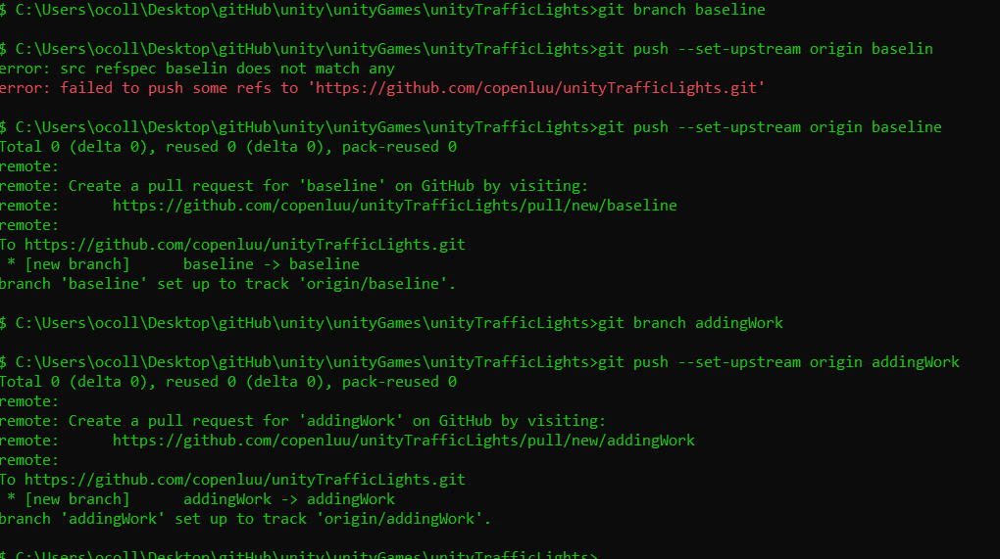 $ C:\Users\ocoll\Desktop\gitHub\unity\unityGames\unityTrafficLights>git branch baseline
$ C:\Users\ocoll\Desktop\gitHub\unity\unityGames\unityTrafficLights>git push --set-upstream origin baselin
error: src refspec baselin does not match any
error: failed to push some refs to 'https://github.com/copenluu/unityTrafficLights.git'
$ C:\Users\ocoll\Desktop\gitHub\unity\unityGames\unityTrafficLights>git push --set-upstream origin baseline
Total 0 (delta 0), reused 0 (delta 0), pack-reused 0
remote:
remote: Create a pull request for 'baseline' on GitHub by visiting:
remote:      https://github.com/copenluu/unityTrafficLights/pull/new/baseline
remote:
To https://github.com/copenluu/unityTrafficLights.git
 * [new branch]      baseline -> baseline
branch 'baseline' set up to track 'origin/baseline'.
$ C:\Users\ocoll\Desktop\gitHub\unity\unityGames\unityTrafficLights>git branch addingWork
$ C:\Users\ocoll\Desktop\gitHub\unity\unityGames\unityTrafficLights>git push --set-upstream origin addingWork
Total 0 (delta 0), reused 0 (delta 0), pack-reused 0
remote:
remote: Create a pull request for 'addingWork' on GitHub by visiting:
remote:      https://github.com/copenluu/unityTrafficLights/pull/new/addingWork
remote:
To https://github.com/copenluu/unityTrafficLights.git
 * [new branch]      addingWork -> addingWork
branch 'addingWork' set up to track 'origin/addingWork'.
$ C:\Users\ocoll\Desktop\gitHub\unity\unityGames\unityTrafficLights>